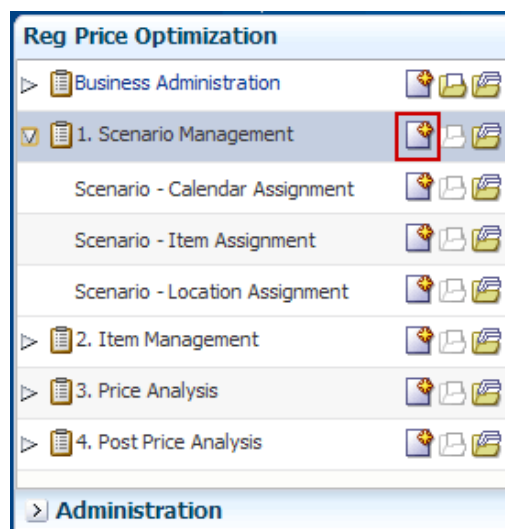 Reg Price Optimization
Business Administration
1. Scenario Management
Scenario - Calendar Assignment
Scenario - Item Assignment
Scenario - Location Assignment
2. Item Management
3. Price Analysis
4. Post Price Analysis
Administration